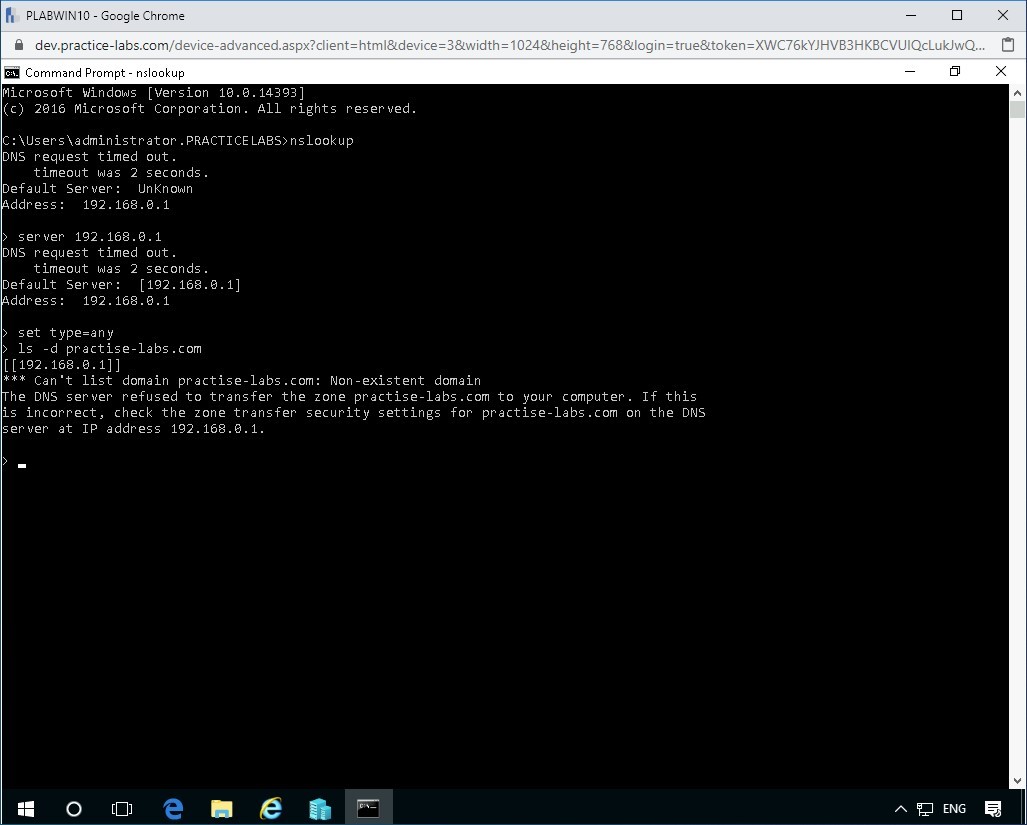 PLABWIN10 - Google Chrome
dev.practice-labs.com/device-advanced.aspx?client=html&device=3&width=1024&height=768&login=true&token=XWC76kYJHVB3HKBCVUIQcLukJwQ...
Command Prompt - nslookup
Microsoft Windows [Version 10.0.14393]
(c) 2016 Microsoft Corporation. All rights reserved.
C:\Users\administrator.PRACTICELABS>nslookup
DNS request timed out.
    timeout was 2 seconds.
Default Server:  UnKnown
Address:  192.168.0.1
> server 192.168.0.1
DNS request timed out.
    timeout was 2 seconds.
Default Server:  [192.168.0.1]
Address:  192.168.0.1
> set type=any
> ls -d practise-labs.com
[[192.168.0.1]]
*** Can't list domain practise-labs.com: Non-existent domain
The DNS server refused to transfer the zone practise-labs.com to your computer. If this
is incorrect, check the zone transfer security settings for practise-labs.com on the DNS
server at IP address 192.168.0.1.
>
ENG